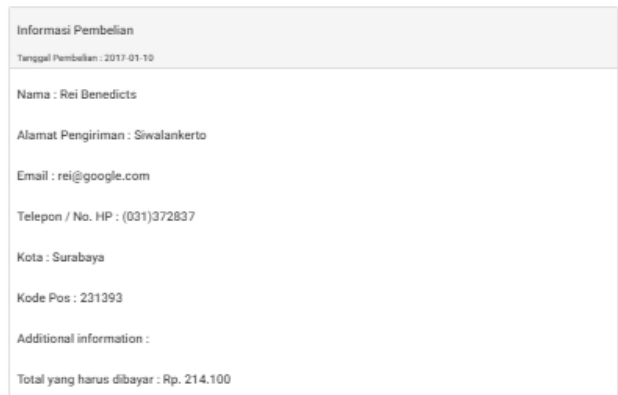 Informasi Pembelian
Tanggal Pembelian : 2017-01-10
Nama : Rei Benedicts
Alamat Pengiriman : Siwalankerto
Email : rei@google.com
Telepon / No. HP : (031)372837
Kota : Surabaya
Kode Pos : 231393
Additional information :
Total yang harus dibayar : Rp. 214.100